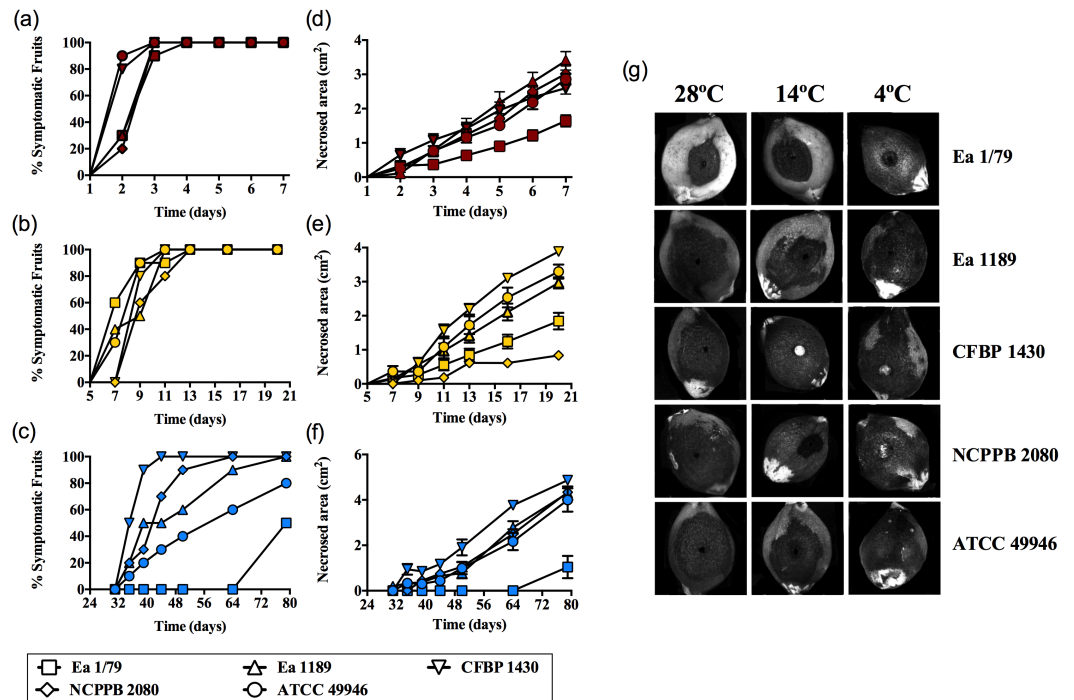 (a)
% Symptomatic Fruits
100
80
60
40
20
0
1 2 3 4 5 6 7
Time (days)
(d)
Necrosed area (cm2)
4
3
2
1
0
1 2 3 4 5 6 7
Time (days)
(b)
% Symptomatic Fruits
100
80
60
40
20
0
5 7 9 11 13 15 17 19 21
Time (days)
(e)
Necrosed area (cm2)
4
3
2
1
0
5 7 9 11 13 15 17 19 21
Time (days)
(c)
% Symptomatic Fruits
100
80
60
40
20
0
24 32 40 48 56 64 72 80
Time (days)
(f)
Necrosed area (cm2)
6
4
2
0
24 32 40 48 56 64 72 80
Time (days)
(g)
28ºC 14ºC 4ºC
Ea 1/79
Ea 1189
CFBP 1430
NCPPB 2080
ATCC 49946
Ea 1/79 Ea 1189 CFBP 1430
NCPPB 2080 ATCC 49946